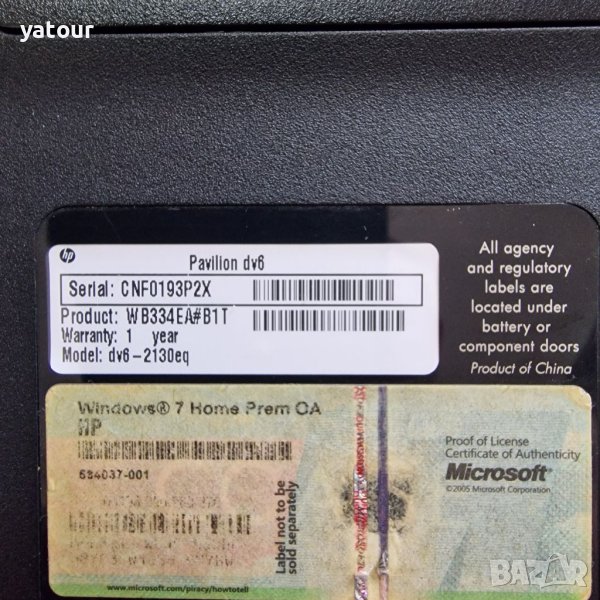 yatour
hp
Pavilion dv6
Serial: CNF0193P2X
Product: WB334EA#B1T
Warranty: 1 year
Model: dv6-2130eq
All agency
and regulatory
labels are
located under
battery or
component doors
Product of China
Windows® 7 Home Prem OA
HP
584037-001
Label not to be
sold separately
Proof of License
Certificate of Authenticity
Microsoft®
©2005 Microsoft Corporation
www.microsoft.com/piracy/howtotell
BAZAR